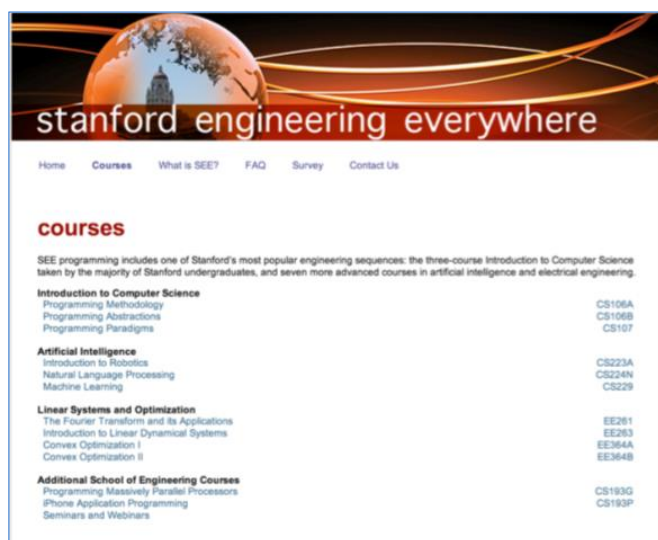 stanford engineering everywhere
Home Courses What is SEE? FAQ Survey Contact Us
courses
SEE programming includes one of Stanford's most popular engineering sequences: the three-course Introduction to Computer Science
taken by the majority of Stanford undergraduates, and seven more advanced courses in artificial intelligence and electrical engineering.
Introduction to Computer Science
Programming Methodology CS106A
Programming Abstractions CS106B
Programming Paradigms CS107
Artificial Intelligence
Introduction to Robotics CS223A
Natural Language Processing CS224N
Machine Learning CS229
Linear Systems and Optimization
The Fourier Transform and its Applications EE261
Introduction to Linear Dynamical Systems EE263
Convex Optimization I EE364A
Convex Optimization II EE364B
Additional School of Engineering Courses
Programming Massively Parallel Processors CS193G
iPhone Application Programming CS193P
Seminars and Webinars